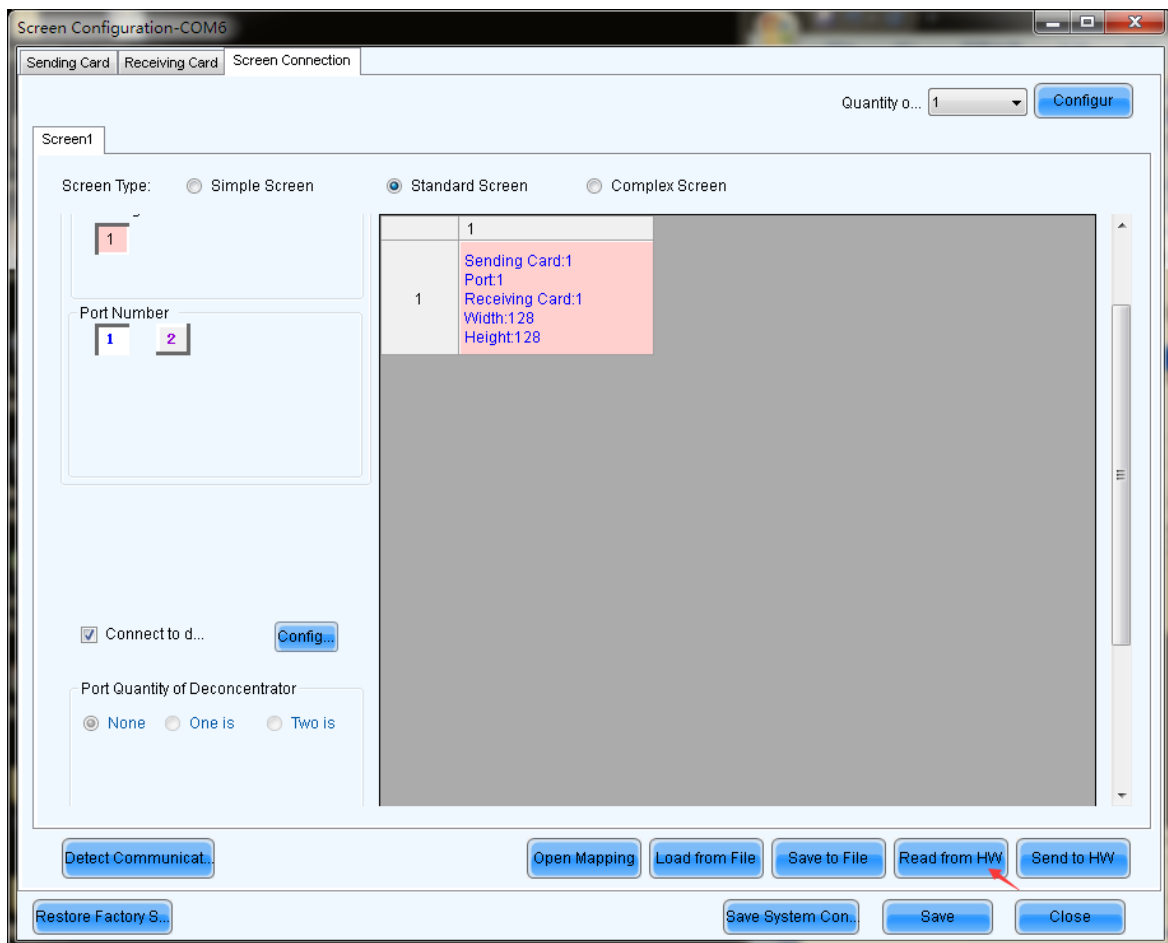 Screen Configuration-COM6
Sending Card Receiving Card Screen Connection
Quantity o... 1 Configur
Screen1
Screen Type: Simple Screen Standard Screen Complex Screen
1
1
Sending Card:1
Port:1
1 Receiving Card:1
Width:128
Height:128
Port Number
1 2
Connect to d... Config...
Port Quantity of Deconcentrator
None One is Two is
Detect Communicat... Open Mapping Load from File Save to File Read from HW Send to HW
Restore Factory S... Save System Con... Save Close